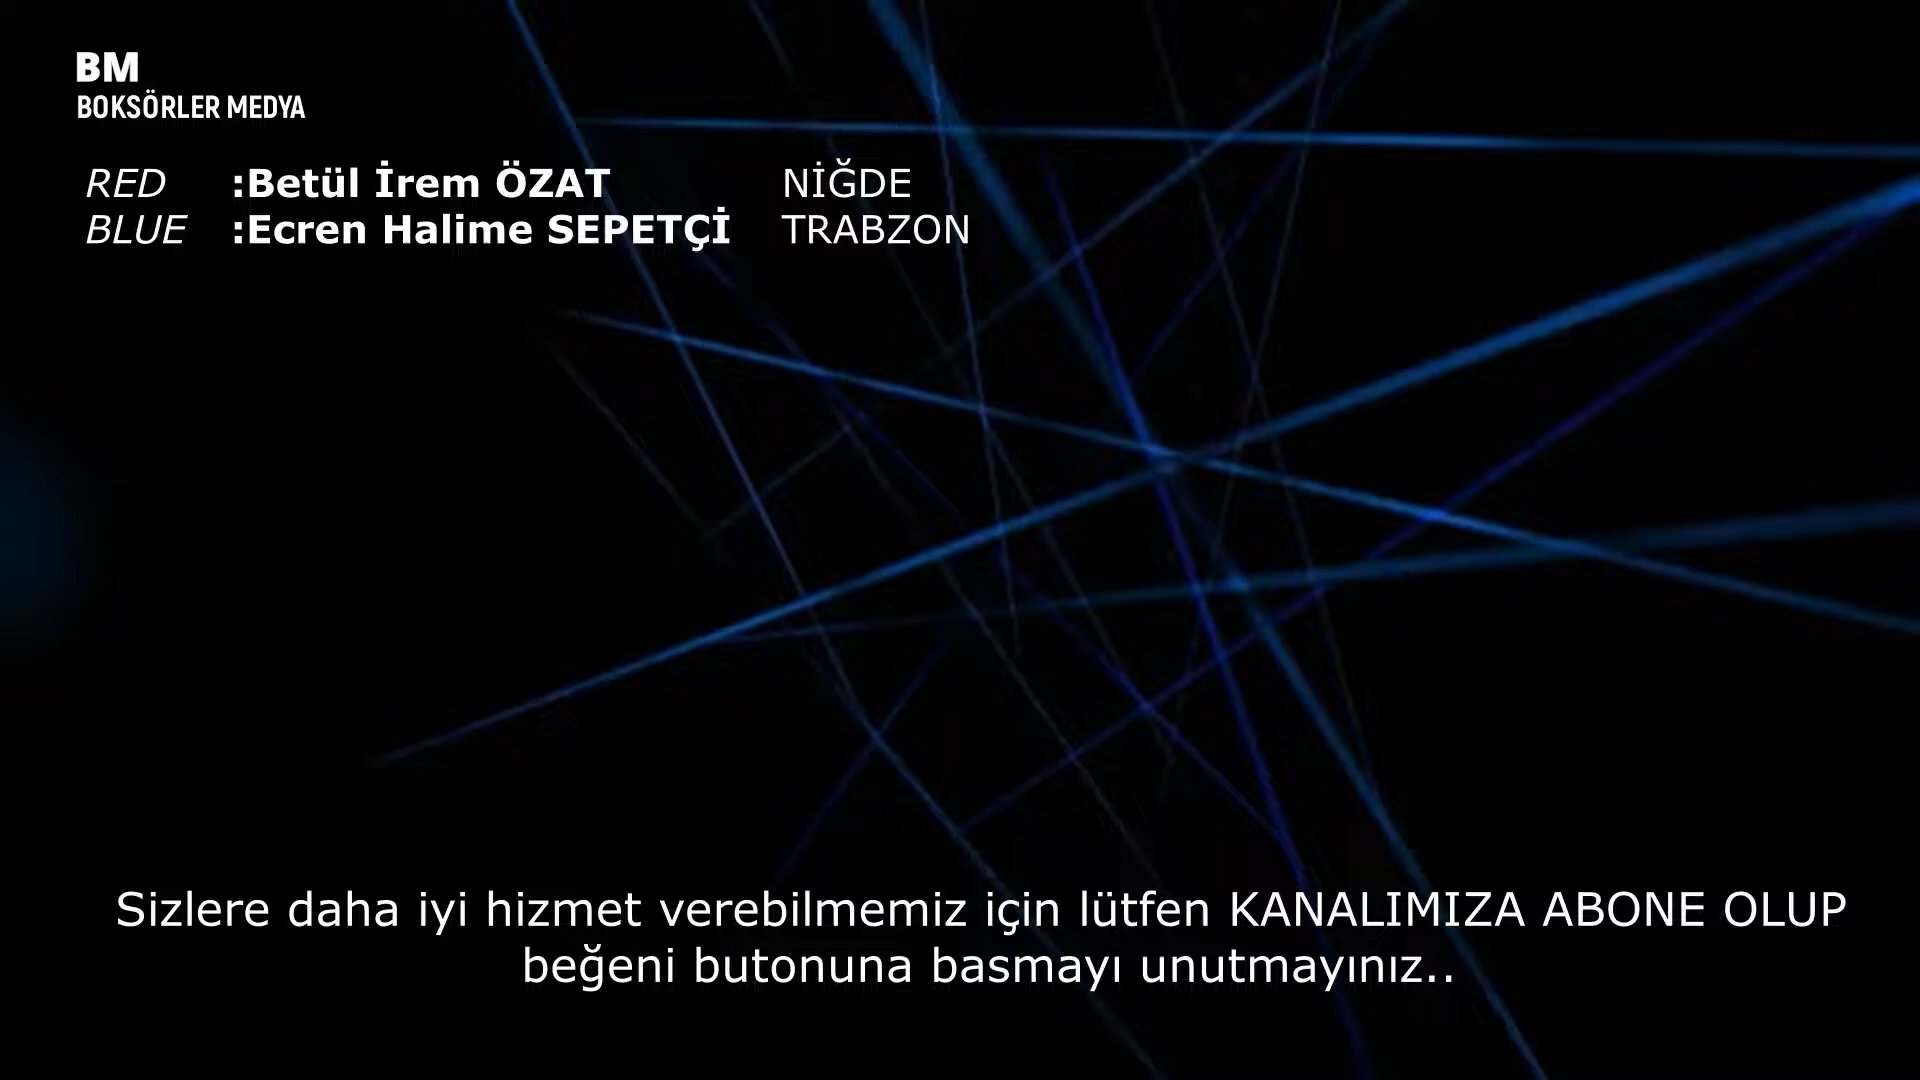 BM
BOKSÖRLER MEDYA
RED :Betül İrem ÖZAT NİĞDE
BLUE :Ecren Halime SEPETÇİ TRABZON
Sizlere daha iyi hizmet verebilmemiz için lütfen KANALIMIZA ABONE OLUP
beğeni butonuna basmayı unutmayınız..